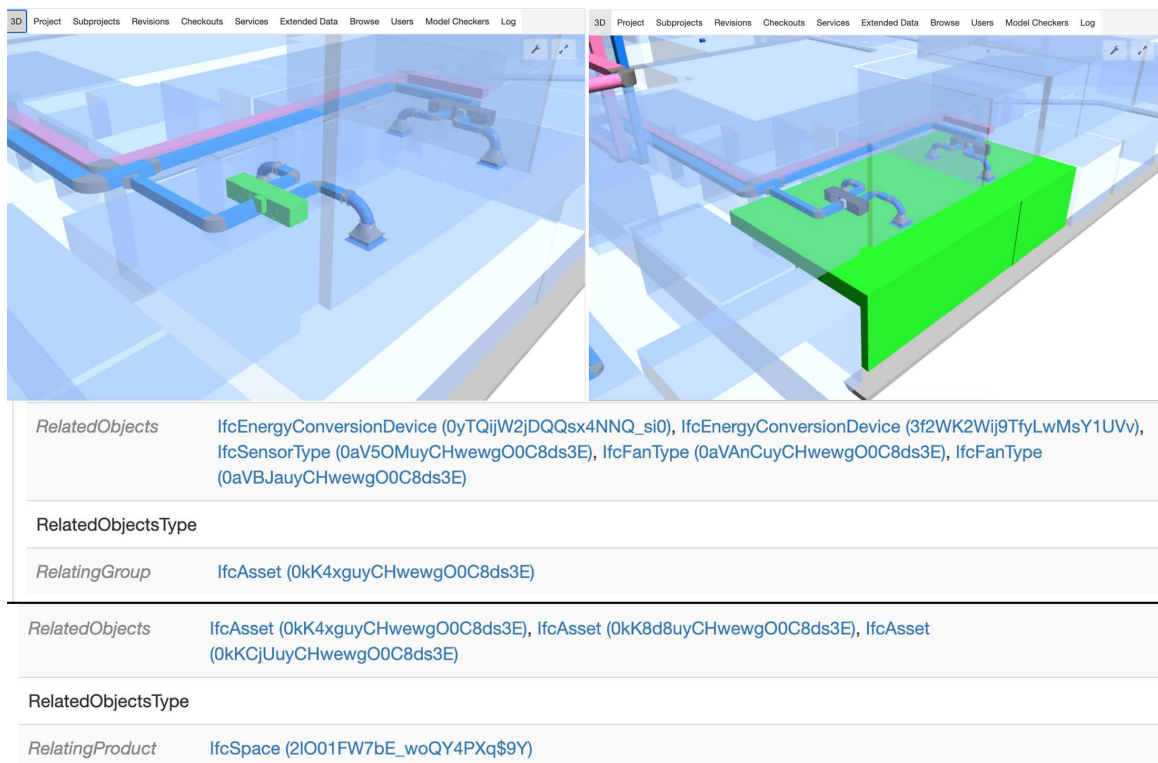 3D Project Subprojects Revisions Checkouts Services Extended Data Browse Users Model Checkers Log
3D Project Subprojects Revisions Checkouts Services Extended Data Browse Users Model Checkers Log
RelatedObjects IfcEnergyConversionDevice (0yTQijW2jDQQsx4NNQ_si0), IfcEnergyConversionDevice (3f2WK2Wij9TfyLwMsY1UVv),
IfcSensorType (0aV5OMuyCHwewgO0C8ds3E), IfcFanType (0aVAnCuyCHwewgO0C8ds3E), IfcFanType
(0aVBJauyCHwewgO0C8ds3E)
RelatedObjectsType
RelatingGroup IfcAsset (0kK4xguyCHwewgO0C8ds3E)
RelatedObjects IfcAsset (0kK4xguyCHwewgO0C8ds3E), IfcAsset (0kK8d8uyCHwewgO0C8ds3E), IfcAsset
(0kKCjUuyCHwewgO0C8ds3E)
RelatedObjectsType
RelatingProduct IfcSpace (2lO01FW7bE_woQY4PXq$9Y)